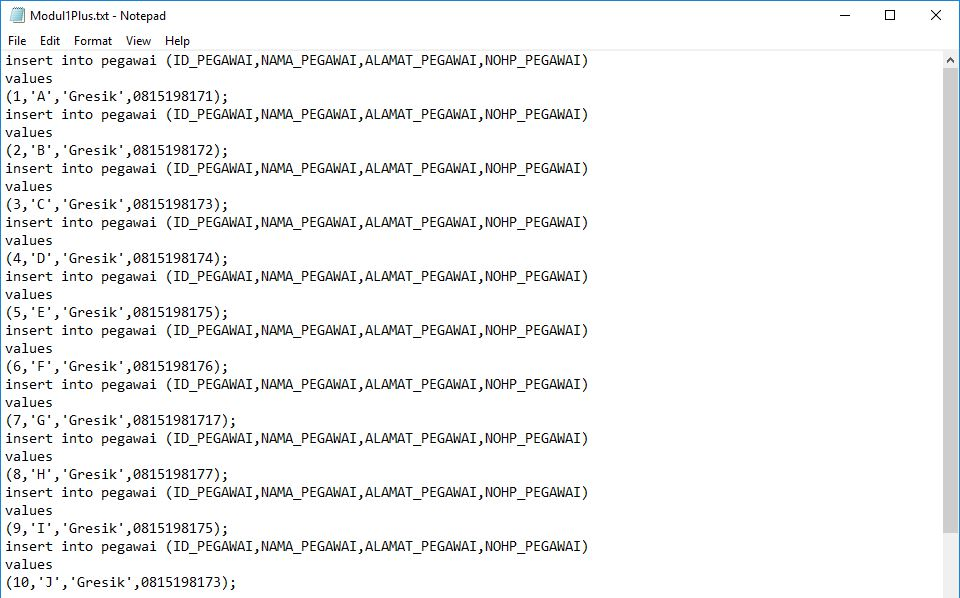 Modul1Plus.txt - Notepad
File Edit Format View Help
insert into pegawai (ID_PEGAWAI,NAMA_PEGAWAI,ALAMAT_PEGAWAI,NOHP_PEGAWAI)
values
(1,'A','Gresik',0815198171);
insert into pegawai (ID_PEGAWAI,NAMA_PEGAWAI,ALAMAT_PEGAWAI,NOHP_PEGAWAI)
values
(2,'B','Gresik',0815198172);
insert into pegawai (ID_PEGAWAI,NAMA_PEGAWAI,ALAMAT_PEGAWAI,NOHP_PEGAWAI)
values
(3,'C','Gresik',0815198173);
insert into pegawai (ID_PEGAWAI,NAMA_PEGAWAI,ALAMAT_PEGAWAI,NOHP_PEGAWAI)
values
(4,'D','Gresik',0815198174);
insert into pegawai (ID_PEGAWAI,NAMA_PEGAWAI,ALAMAT_PEGAWAI,NOHP_PEGAWAI)
values
(5,'E','Gresik',0815198175);
insert into pegawai (ID_PEGAWAI,NAMA_PEGAWAI,ALAMAT_PEGAWAI,NOHP_PEGAWAI)
values
(6,'F','Gresik',0815198176);
insert into pegawai (ID_PEGAWAI,NAMA_PEGAWAI,ALAMAT_PEGAWAI,NOHP_PEGAWAI)
values
(7,'G','Gresik',08151981717);
insert into pegawai (ID_PEGAWAI,NAMA_PEGAWAI,ALAMAT_PEGAWAI,NOHP_PEGAWAI)
values
(8,'H','Gresik',0815198177);
insert into pegawai (ID_PEGAWAI,NAMA_PEGAWAI,ALAMAT_PEGAWAI,NOHP_PEGAWAI)
values
(9,'I','Gresik',0815198175);
insert into pegawai (ID_PEGAWAI,NAMA_PEGAWAI,ALAMAT_PEGAWAI,NOHP_PEGAWAI)
values
(10,'J','Gresik',0815198173);